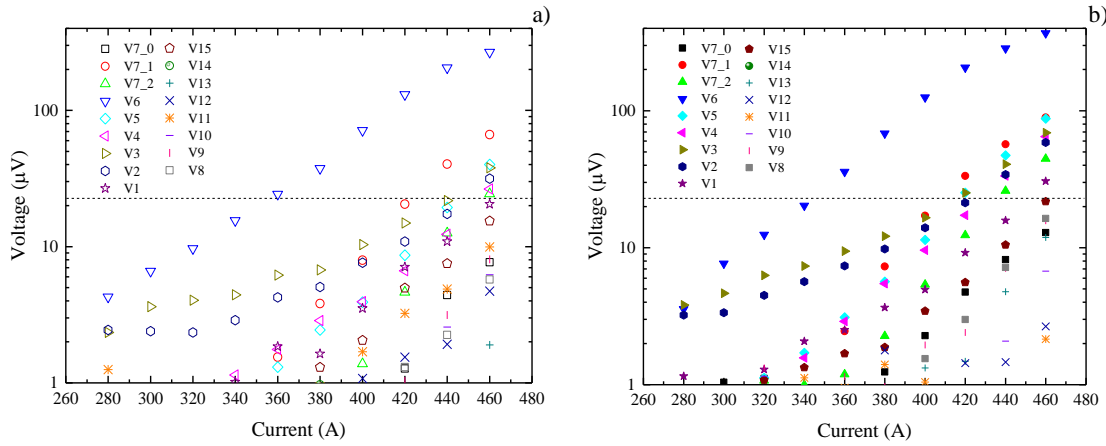 a)
V7_0 V15
V7_1 V14
V7_2 V13
V6 V12
V5 V11
V4 V10
V3 V9
V2 V8
V1
100
10
1
Voltage (µV)
260 280 300 320 340 360 380 400 420 440 460 480
Current (A)
b)
V7_0 V15
V7_1 V14
V7_2 V13
V6 V12
V5 V11
V4 V10
V3 V9
V2 V8
V1
100
10
1
Voltage (µV)
260 280 300 320 340 360 380 400 420 440 460 480
Current (A)